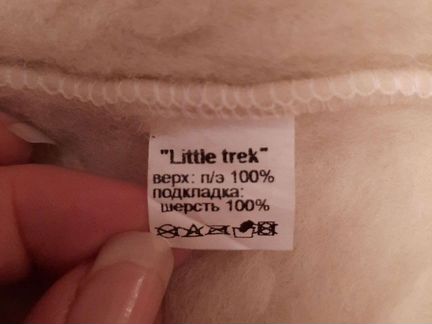 "Little trek"
верх: п/э 100%
подкладка:
шерсть 100%